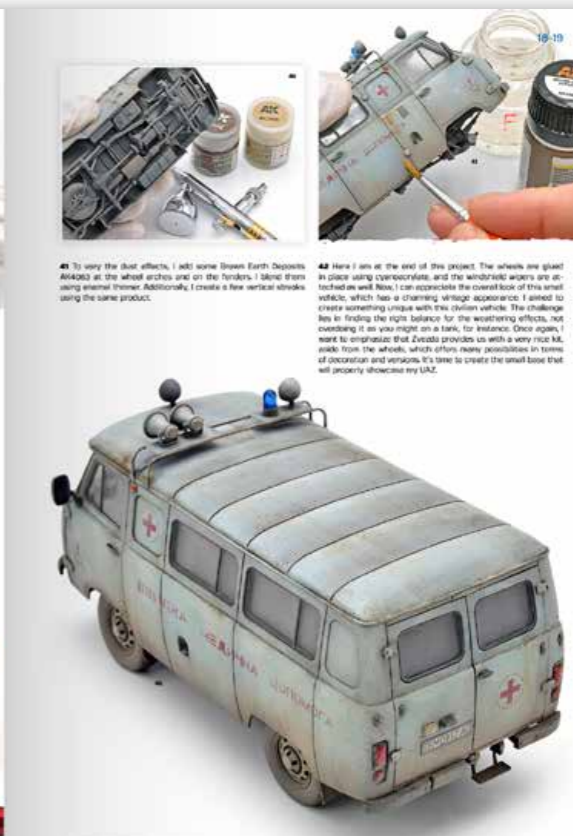 18-19
AK
41 To vary the dust effects, I add some Brown Earth Deposits
AK4063 at the wheel arches and on the fenders. I blend them
using enamel thinner. Additionally, I create a few vertical streaks
using the same product.
42 Here I am at the end of this project. The wheels are glued
in place using cyanoacrylate, and the windshield wipers are at-
tached as well. Now, I can appreciate the overall look of this small
vehicle, which has a charming vintage appearance. I aimed to
create something unique with this civilian vehicle. The challenge
lies in finding the right balance for the weathering effects, not
overdoing it as you might on a tank, for instance. Once again, I
want to emphasize that Zvezda provides us with a very nice kit,
aside from the wheels, which offers many possibilities in terms
of decoration and versions. It's time to create the small base that
will properly showcase my UAZ.
МЕДИЧНА ДОПОМОГА